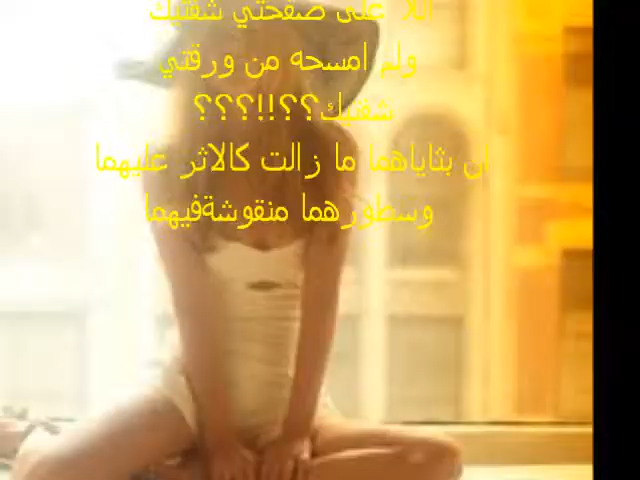 على صفحتي شفتيك
ولم امسحه من ورقتي
شفتيك؟؟!!؟؟؟
ان بثاياهما ما زالت كالاثر عليهما
وسطورهما منقوشةفيهما